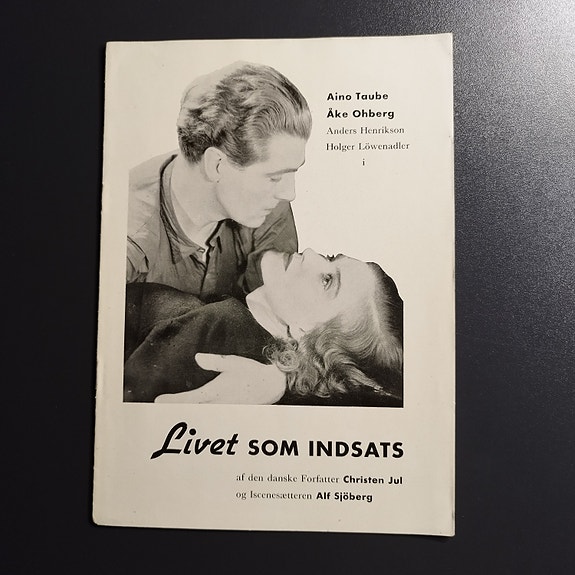 Aino Taube
Åke Ohberg
Anders Henrikson
Holger Löwenadler
i
Livet SOM INDSATS
af den danske Forfatter Christen Jul
og Iscenesætteren Alf Sjöberg